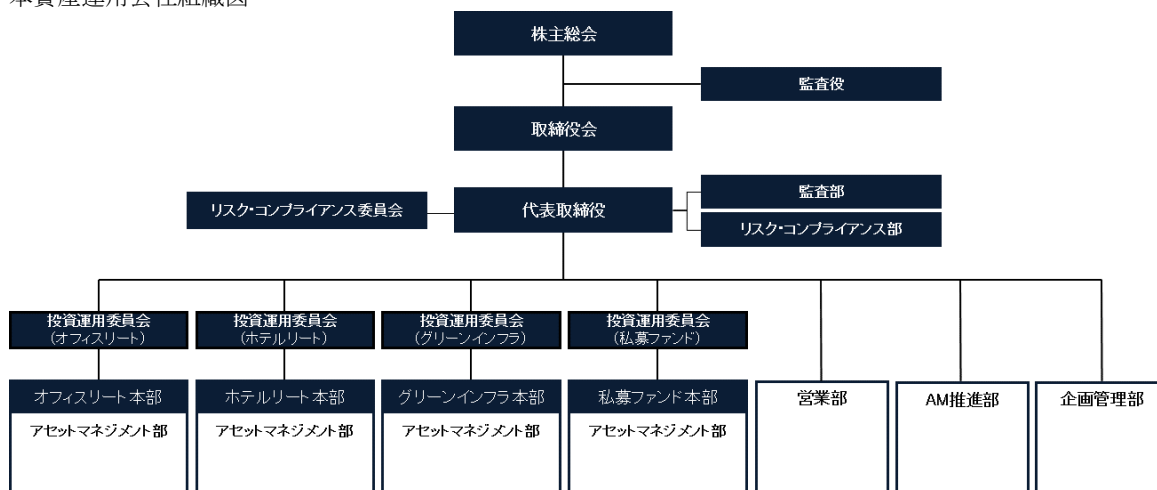 本資産運用会社組織図
株主総会
監査役
取締役会
リスク・コンプライアンス委員会
代表取締役
監査部
リスク・コンプライアンス部
投資運用委員会
(オフィスリート)
投資運用委員会
(ホテルリート)
投資運用委員会
(グリーンインフラ)
投資運用委員会
(私募ファンド)
オフィスリート本部
アセットマネジメント部
ホテルリート本部
アセットマネジメント部
グリーンインフラ本部
アセットマネジメント部
私募ファンド本部
アセットマネジメント部
営業部
AM推進部
企画管理部